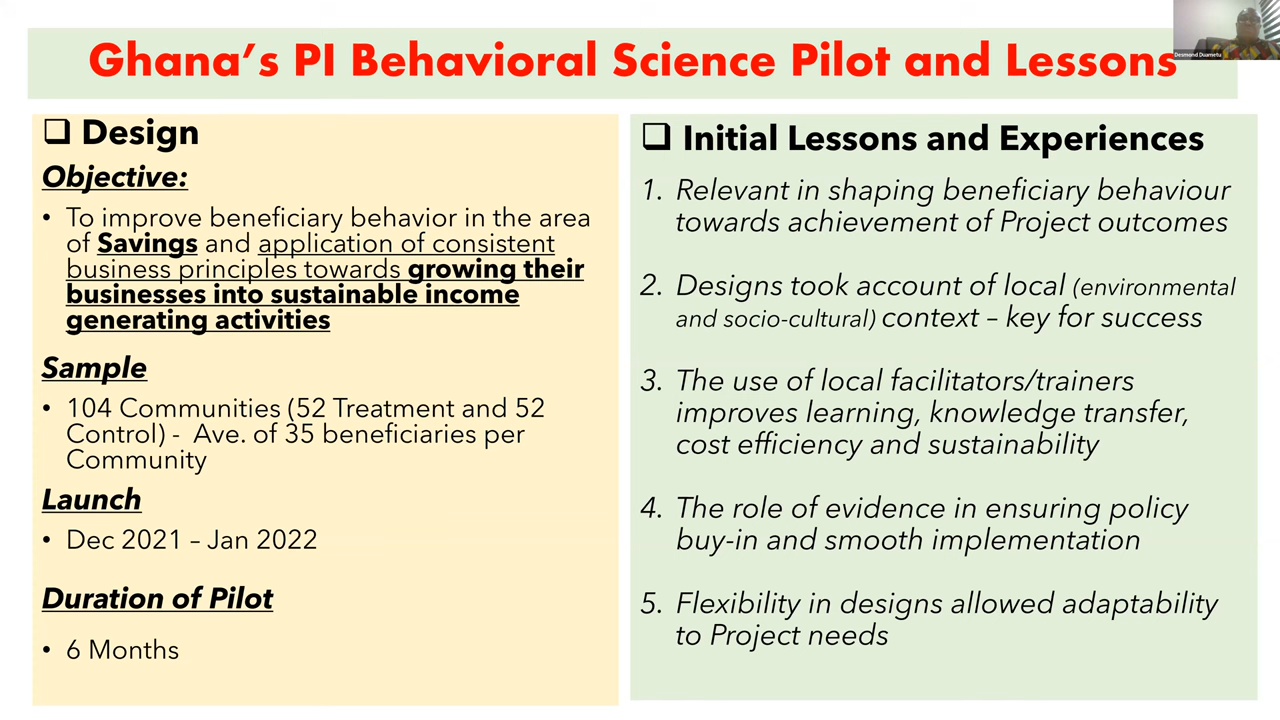 Ghana's PI Behavioral Science Pilot and Lessons
Desmond Duametu
❑ Design
Objective:
• To improve beneficiary behavior in the area
of Savings and application of consistent
business principles towards growing their
businesses into sustainable income
generating activities
Sample
• 104 Communities (52 Treatment and 52
Control) - Ave. of 35 beneficiaries per
Community
Launch
• Dec 2021 – Jan 2022
Duration of Pilot
• 6 Months
❑ Initial Lessons and Experiences
1. Relevant in shaping beneficiary behaviour
towards achievement of Project outcomes
2. Designs took account of local (environmental
and socio-cultural) context – key for success
3. The use of local facilitators/trainers
improves learning, knowledge transfer,
cost efficiency and sustainability
4. The role of evidence in ensuring policy
buy-in and smooth implementation
5. Flexibility in designs allowed adaptability
to Project needs